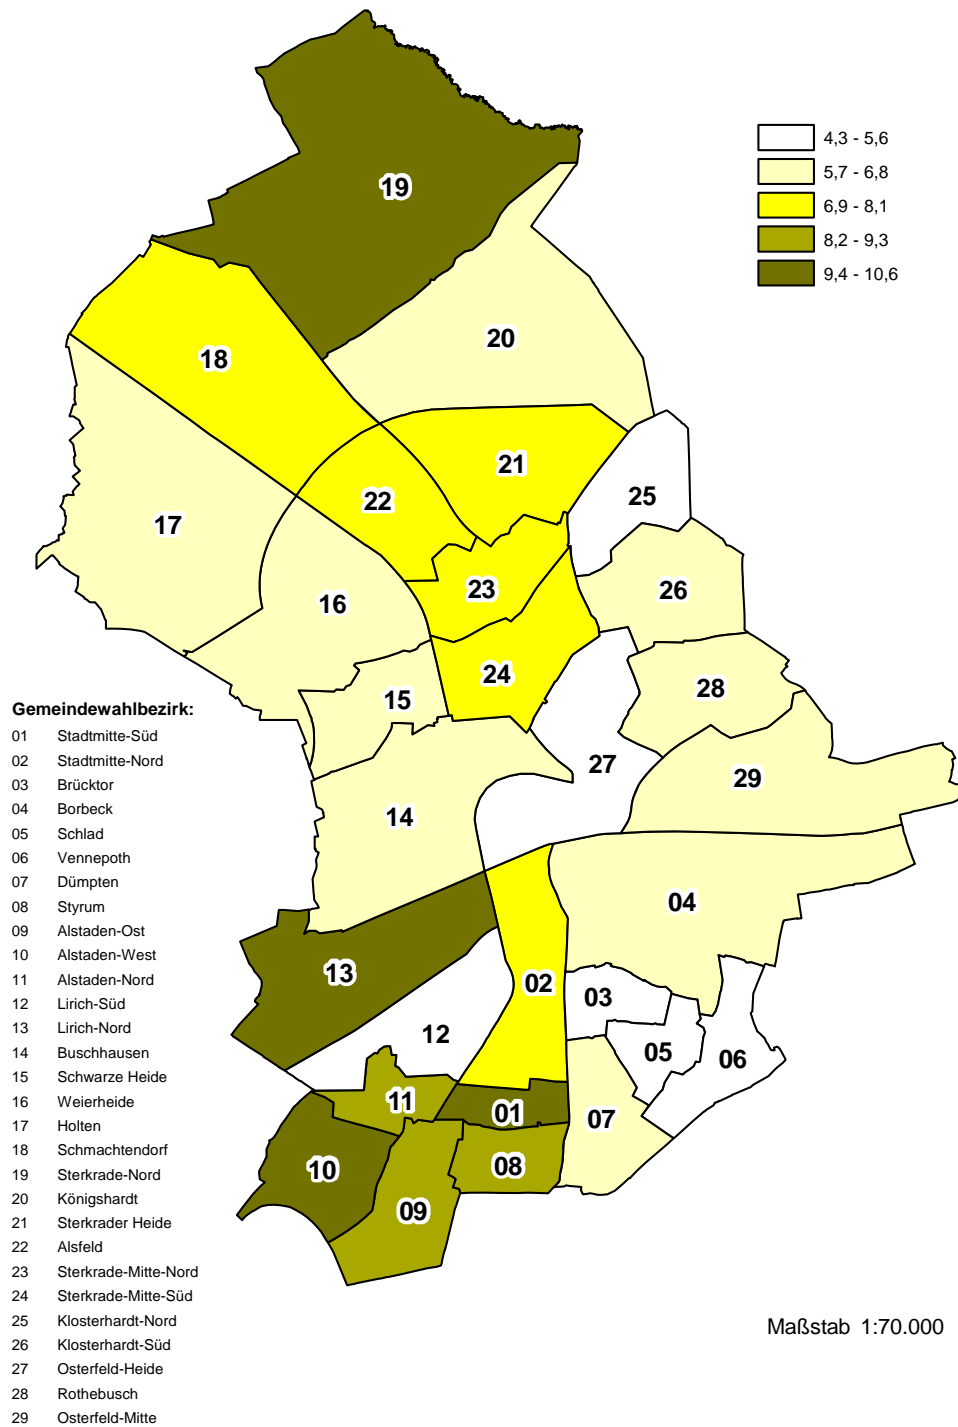 4,3 - 5,6
5,7 - 6,8
6,9 - 8,1
8,2 - 9,3
9,4 - 10,6
19
20
18
21
25
22
17
23
26
16
24
28
15
27
29
14
04
13
02
03
12
05
06
11
01
07
08
10
09
Gemeindewahlbezirk:
01 Stadtmitte-Süd
02 Stadtmitte-Nord
03 Brücktor
04 Borbeck
05 Schlad
06 Vennepoth
07 Dümpten
08 Styrum
09 Alstaden-Ost
10 Alstaden-West
11 Alstaden-Nord
12 Lirich-Süd
13 Lirich-Nord
14 Buschhausen
15 Schwarze Heide
16 Weierheide
17 Holten
18 Schmachtendorf
19 Sterkrade-Nord
20 Königshardt
21 Sterkrader Heide
22 Alsfeld
23 Sterkrade-Mitte-Nord
24 Sterkrade-Mitte-Süd
25 Klosterhardt-Nord
26 Klosterhardt-Süd
27 Osterfeld-Heide
28 Rothebusch
29 Osterfeld-Mitte
Maßstab 1:70.000